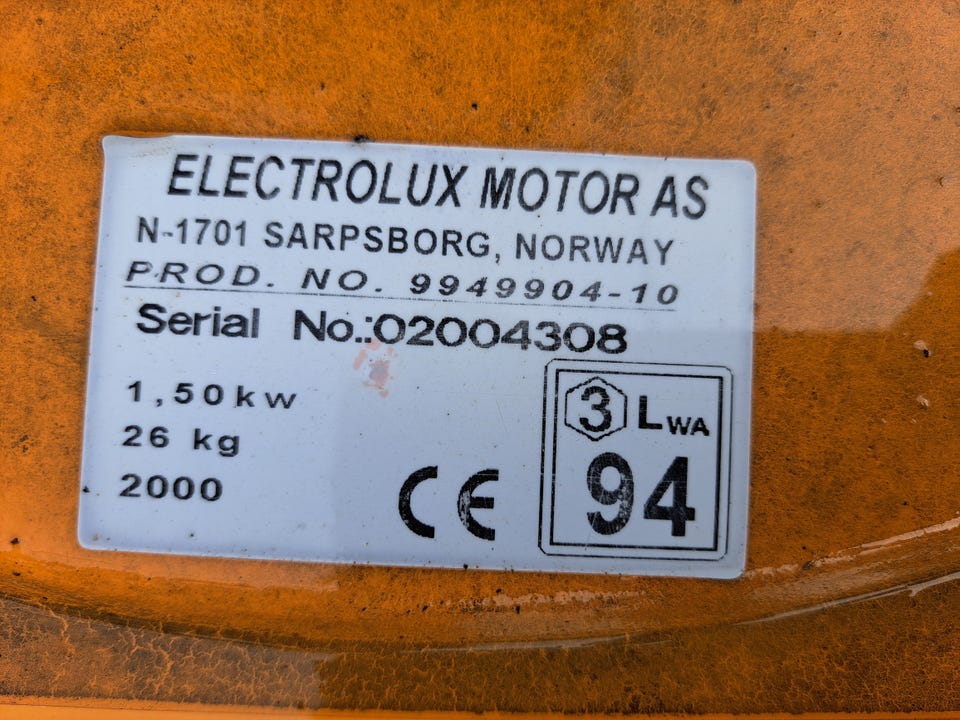 ELECTROLUX MOTOR AS
N-1701 SARPSBORG, NORWAY
PROD. NO. 9949904-10
Serial No.:02004308
1,50kw
26 kg
2000
CE
3 LWA
94